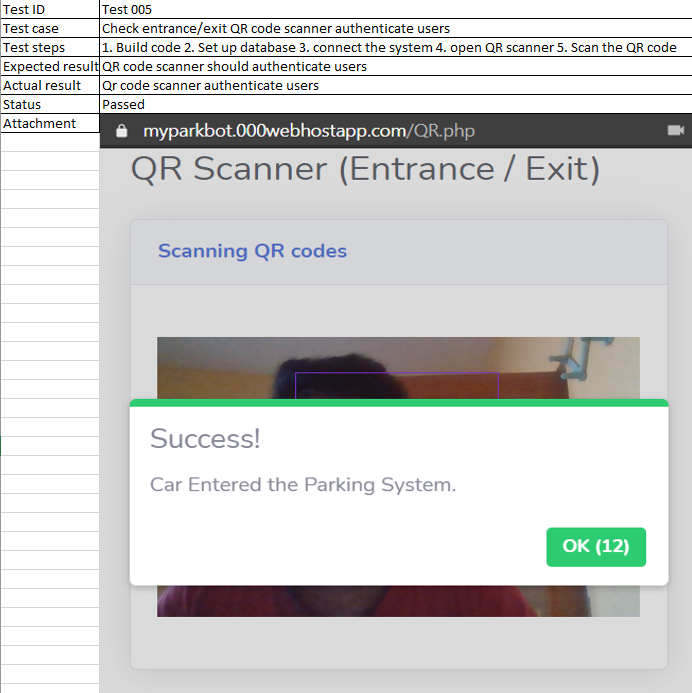 Test ID Test 005
Test case Check entrance/exit QR code scanner authenticate users
Test steps 1. Build code 2. Set up database 3. connect the system 4. open QR scanner 5. Scan the QR code
Expected result QR code scanner should authenticate users
Actual result Qr code scanner authenticate users
Status Passed
Attachment
myparkbot.000webhostapp.com/QR.php
QR Scanner (Entrance / Exit)
Scanning QR codes
Success!
Car Entered the Parking System.
OK (12)